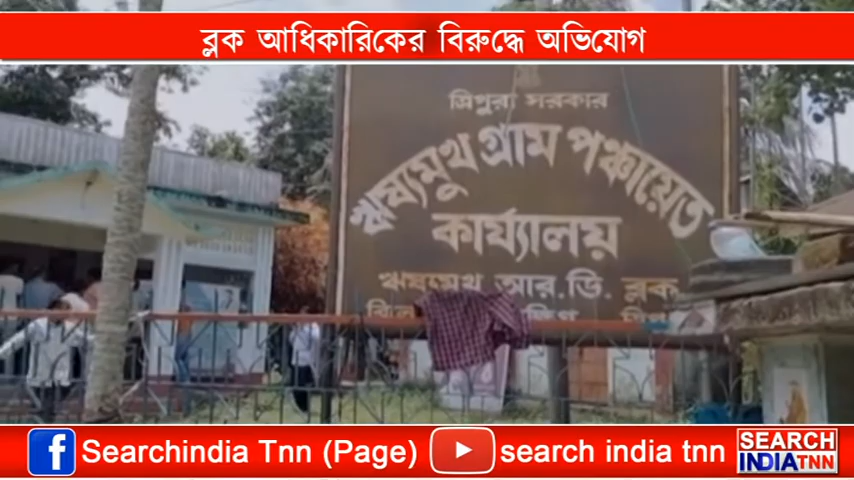 ব্লক আধিকারিকের বিরুদ্ধে অভিযোগ
ত্রিপুরা সরকার
ঋষ্যমুখ গ্রাম পঞ্চায়েত
কার্য্যালয়
ঋষ্যমুখ আর.ডি. ব্লক
Searchindia Tnn (Page)
search india tnn
SEARCH
INDIATNN